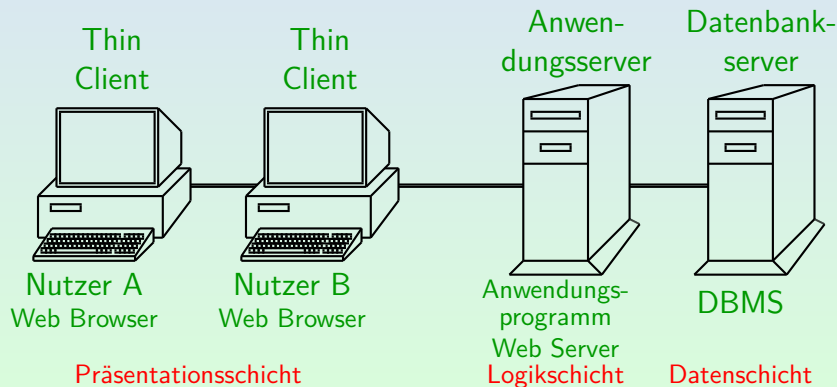 Thin
Client
Thin
Client
Anwen-
dungsserver
Datenbank-
server
Nutzer A
Web Browser
Nutzer B
Web Browser
Anwendungs-
programm
Web Server
DBMS
Präsentationsschicht
Logikschicht
Datenschicht